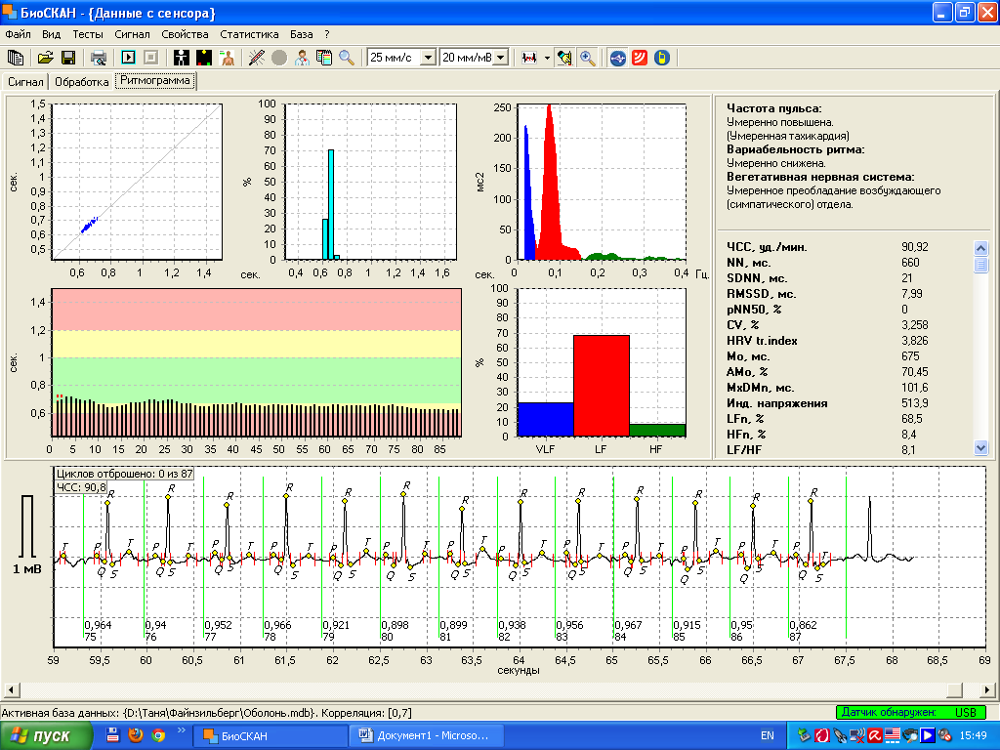 БиоСКАН - {Данные с сенсора}
Файл Вид Тесты Сигнал Свойства Статистика База ?
25 мм/с 20 мм/мВ
Сигнал Обработка Ритмограмма
1,5
1,4
1,3
1,2
1,1
1
0,9
0,8
0,7
0,6
0,5
сек.
0,6 0,8 1 1,2 1,4 сек.
100
90
80
70
60
50
40
30
20
10
0
%
0,4 0,6 0,8 1 1,2 1,4 1,6 сек.
250
200
150
100
50
мс2
0 0,1 0,2 0,3 0,4 Гц.
Частота пульса:
Умеренно повышена.
(Умеренная тахикардия)
Вариабельность ритма:
Умеренно снижена.
Вегетативная нервная система:
Умеренное преобладание возбуждающего
(симпатического) отдела.
1,4
1,2
1
0,8
0,6
сек.
0 5 10 15 20 25 30 35 40 45 50 55 60 65 70 75 80 85
100
90
80
70
60
50
40
30
20
10
0
%
VLF LF HF
ЧСС, уд./мин. 90,92
NN, мс. 660
SDNN, мс. 21
RMSSD, мс. 7,99
pNN50, % 0
CV, % 3,258
HRV tr.index 3,826
Mo, мс. 675
AMo, % 70,45
MxDMn, мс. 101,6
Инд. напряжения 513,9
LFn, % 68,5
HFn, % 8,4
LF/HF 8,1
Циклов отброшено: 0 из 87
ЧСС: 90,8
R R R R R R R R R R R R R
T P T P T P T P T P T P T P T P T P T P T P T P T P T
Q S Q S Q S Q S Q S Q S Q S Q S Q S Q S Q S Q S Q S
1 мВ
0,964 0,94 0,952 0,966 0,921 0,898 0,899 0,938 0,956 0,967 0,915 0,95 0,862
75 76 77 78 79 80 81 82 83 84 85 86 87
59 59,5 60 60,5 61 61,5 62 62,5 63 63,5 64 64,5 65 65,5 66 66,5 67 67,5 68 68,5 69
секунды
Активная база данных: {D:\Таня\Файнзильберг\Оболонь.mdb}. Корреляция: [0,7] Датчик обнаружен: USB
пуск БиоСКАН Документ1 - Microso... EN 15:49